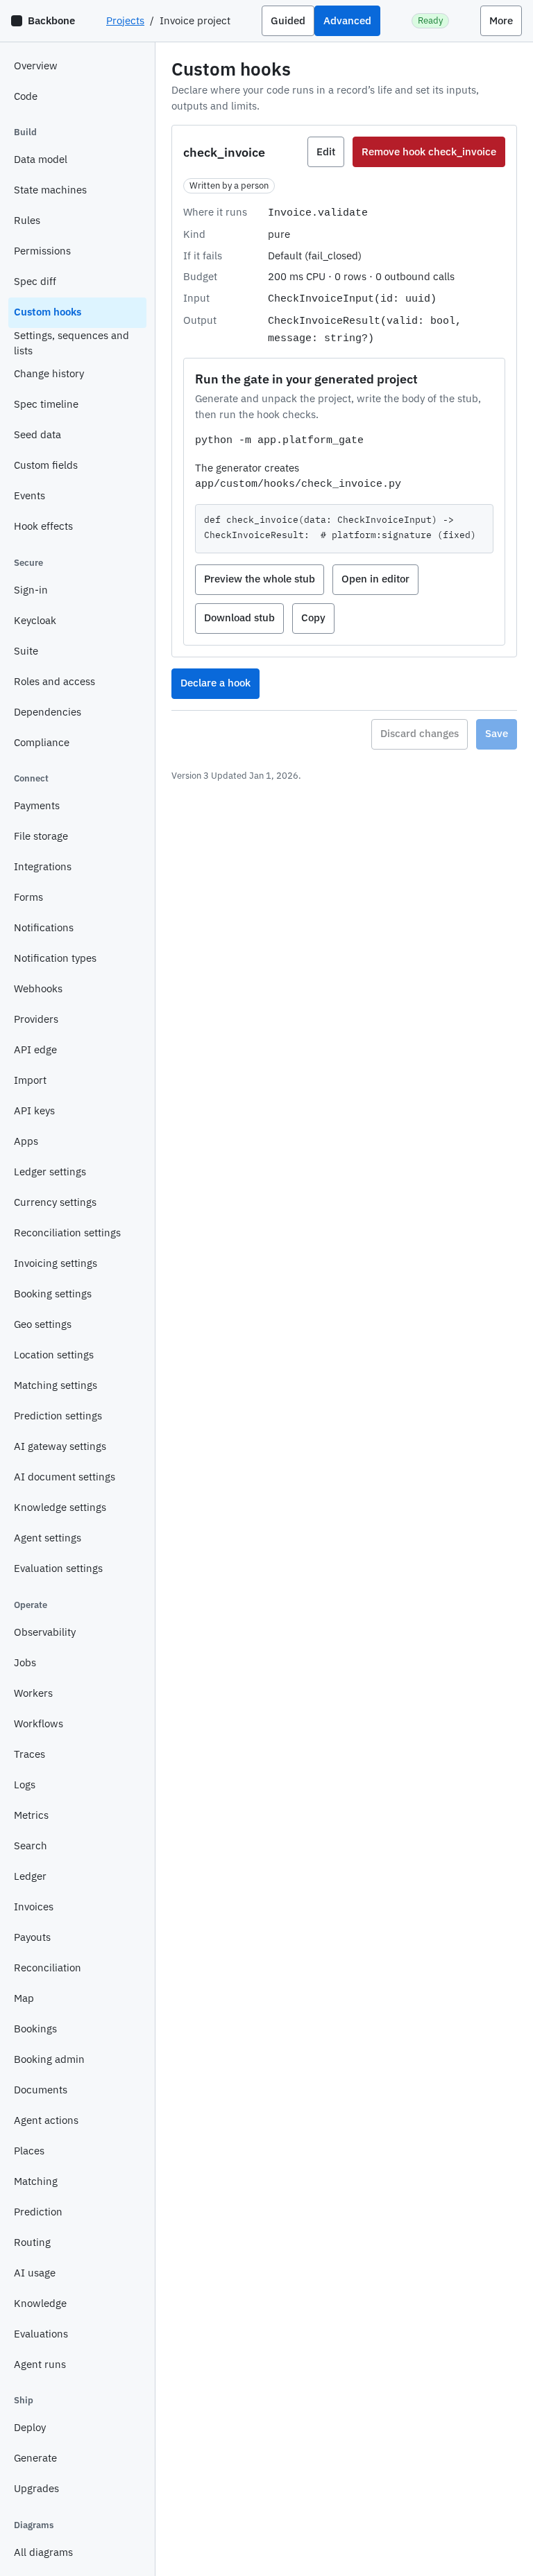 Backbone
Projects / Invoice project
Guided
Advanced
Ready
More
Overview
Code
Build
Data model
State machines
Rules
Permissions
Spec diff
Custom hooks
Settings, sequences and
lists
Change history
Spec timeline
Seed data
Custom fields
Events
Hook effects
Secure
Sign-in
Keycloak
Suite
Roles and access
Dependencies
Compliance
Connect
Payments
File storage
Integrations
Forms
Notifications
Notification types
Webhooks
Providers
API edge
Import
API keys
Apps
Ledger settings
Currency settings
Reconciliation settings
Invoicing settings
Booking settings
Geo settings
Location settings
Matching settings
Prediction settings
AI gateway settings
AI document settings
Knowledge settings
Agent settings
Evaluation settings
Operate
Observability
Jobs
Workers
Workflows
Traces
Logs
Metrics
Search
Ledger
Invoices
Payouts
Reconciliation
Map
Bookings
Booking admin
Documents
Agent actions
Places
Matching
Prediction
Routing
AI usage
Knowledge
Evaluations
Agent runs
Ship
Deploy
Generate
Upgrades
Diagrams
All diagrams
Custom hooks
Declare where your code runs in a record's life and set its inputs,
outputs and limits.
check_invoice
Edit
Remove hook check_invoice
Written by a person
Where it runs Invoice.validate
Kind pure
If it fails Default (fail_closed)
Budget 200 ms CPU · 0 rows · 0 outbound calls
Input CheckInvoiceInput(id: uuid)
Output CheckInvoiceResult(valid: bool,
message: string?)
Run the gate in your generated project
Generate and unpack the project, write the body of the stub,
then run the hook checks.
python -m app.platform_gate
The generator creates
app/custom/hooks/check_invoice.py
def check_invoice(data: CheckInvoiceInput) ->
CheckInvoiceResult:  # platform:signature (fixed)
Preview the whole stub
Open in editor
Download stub
Copy
Declare a hook
Discard changes
Save
Version 3 Updated Jan 1, 2026.